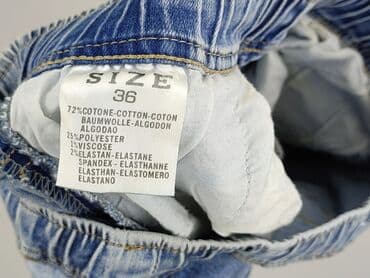 SIZE
36
72%COTONE-COTTON-COTON
BAUMWOLLE-ALGODON
ALGODAO
25%POLYESTER
1%VISCOSE
2%ELASTAN-ELASTANE
SPANDEX-ELASTHANNE
ELASTHAN-ELASTOMERO
ELASTANO